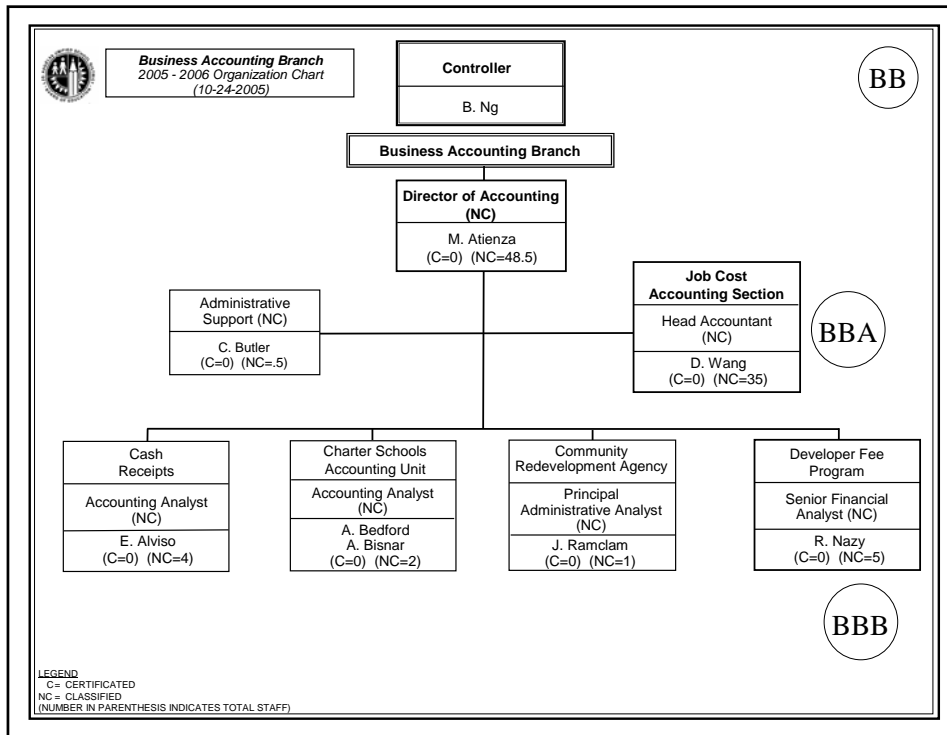 Business Accounting Branch
2005 - 2006 Organization Chart
(10-24-2005)
Controller
B. Ng
BB
Business Accounting Branch
Director of Accounting
(NC)
M. Atienza
(C=0) (NC=48.5)
Administrative
Support (NC)
C. Butler
(C=0) (NC=.5)
Job Cost
Accounting Section
Head Accountant
(NC)
D. Wang
(C=0) (NC=35)
BBA
Cash
Receipts
Accounting Analyst
(NC)
E. Alviso
(C=0) (NC=4)
Charter Schools
Accounting Unit
Accounting Analyst
(NC)
A. Bedford
A. Bisnar
(C=0) (NC=2)
Community
Redevelopment Agency
Principal
Administrative Analyst
(NC)
J. Ramclam
(C=0) (NC=1)
Developer Fee
Program
Senior Financial
Analyst (NC)
R. Nazy
(C=0) (NC=5)
BBB
LEGEND
C = CERTIFICATED
NC = CLASSIFIED
(NUMBER IN PARENTHESIS INDICATES TOTAL STAFF)